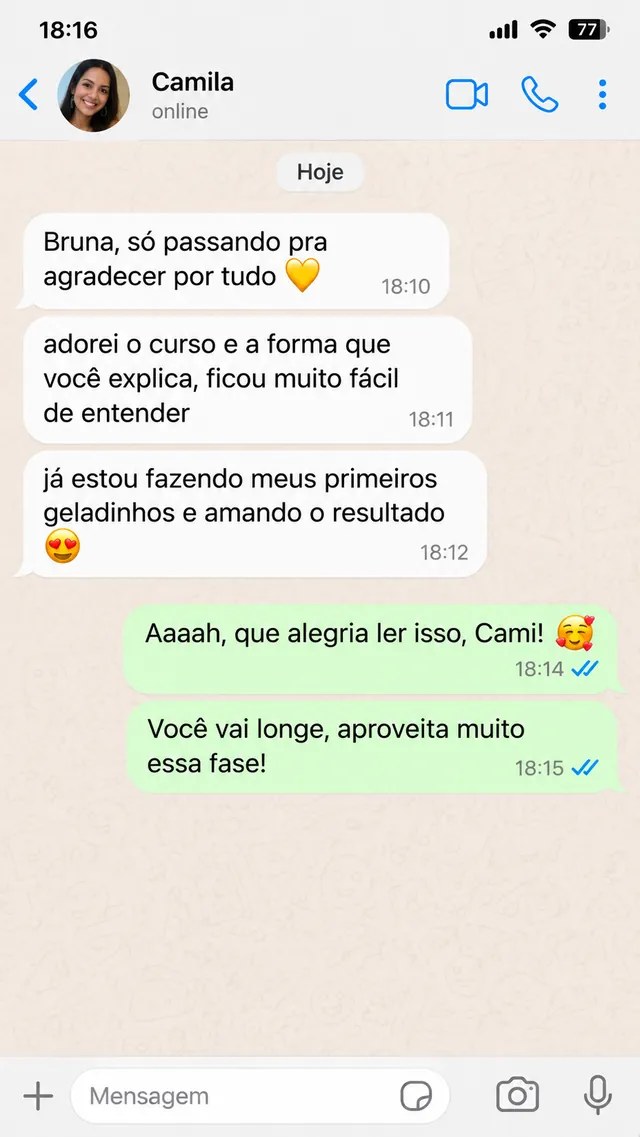 18:16
77
Camila
online
Hoje
Bruna, só passando pra
agradecer por tudo 💛
18:10
adorei o curso e a forma que
você explica, ficou muito fácil
de entender
18:11
já estou fazendo meus primeiros
geladinhos e amando o resultado
😍
18:12
Aaaah, que alegria ler isso, Cami! 🥰
18:14
Você vai longe, aproveita muito
essa fase!
18:15
Mensagem